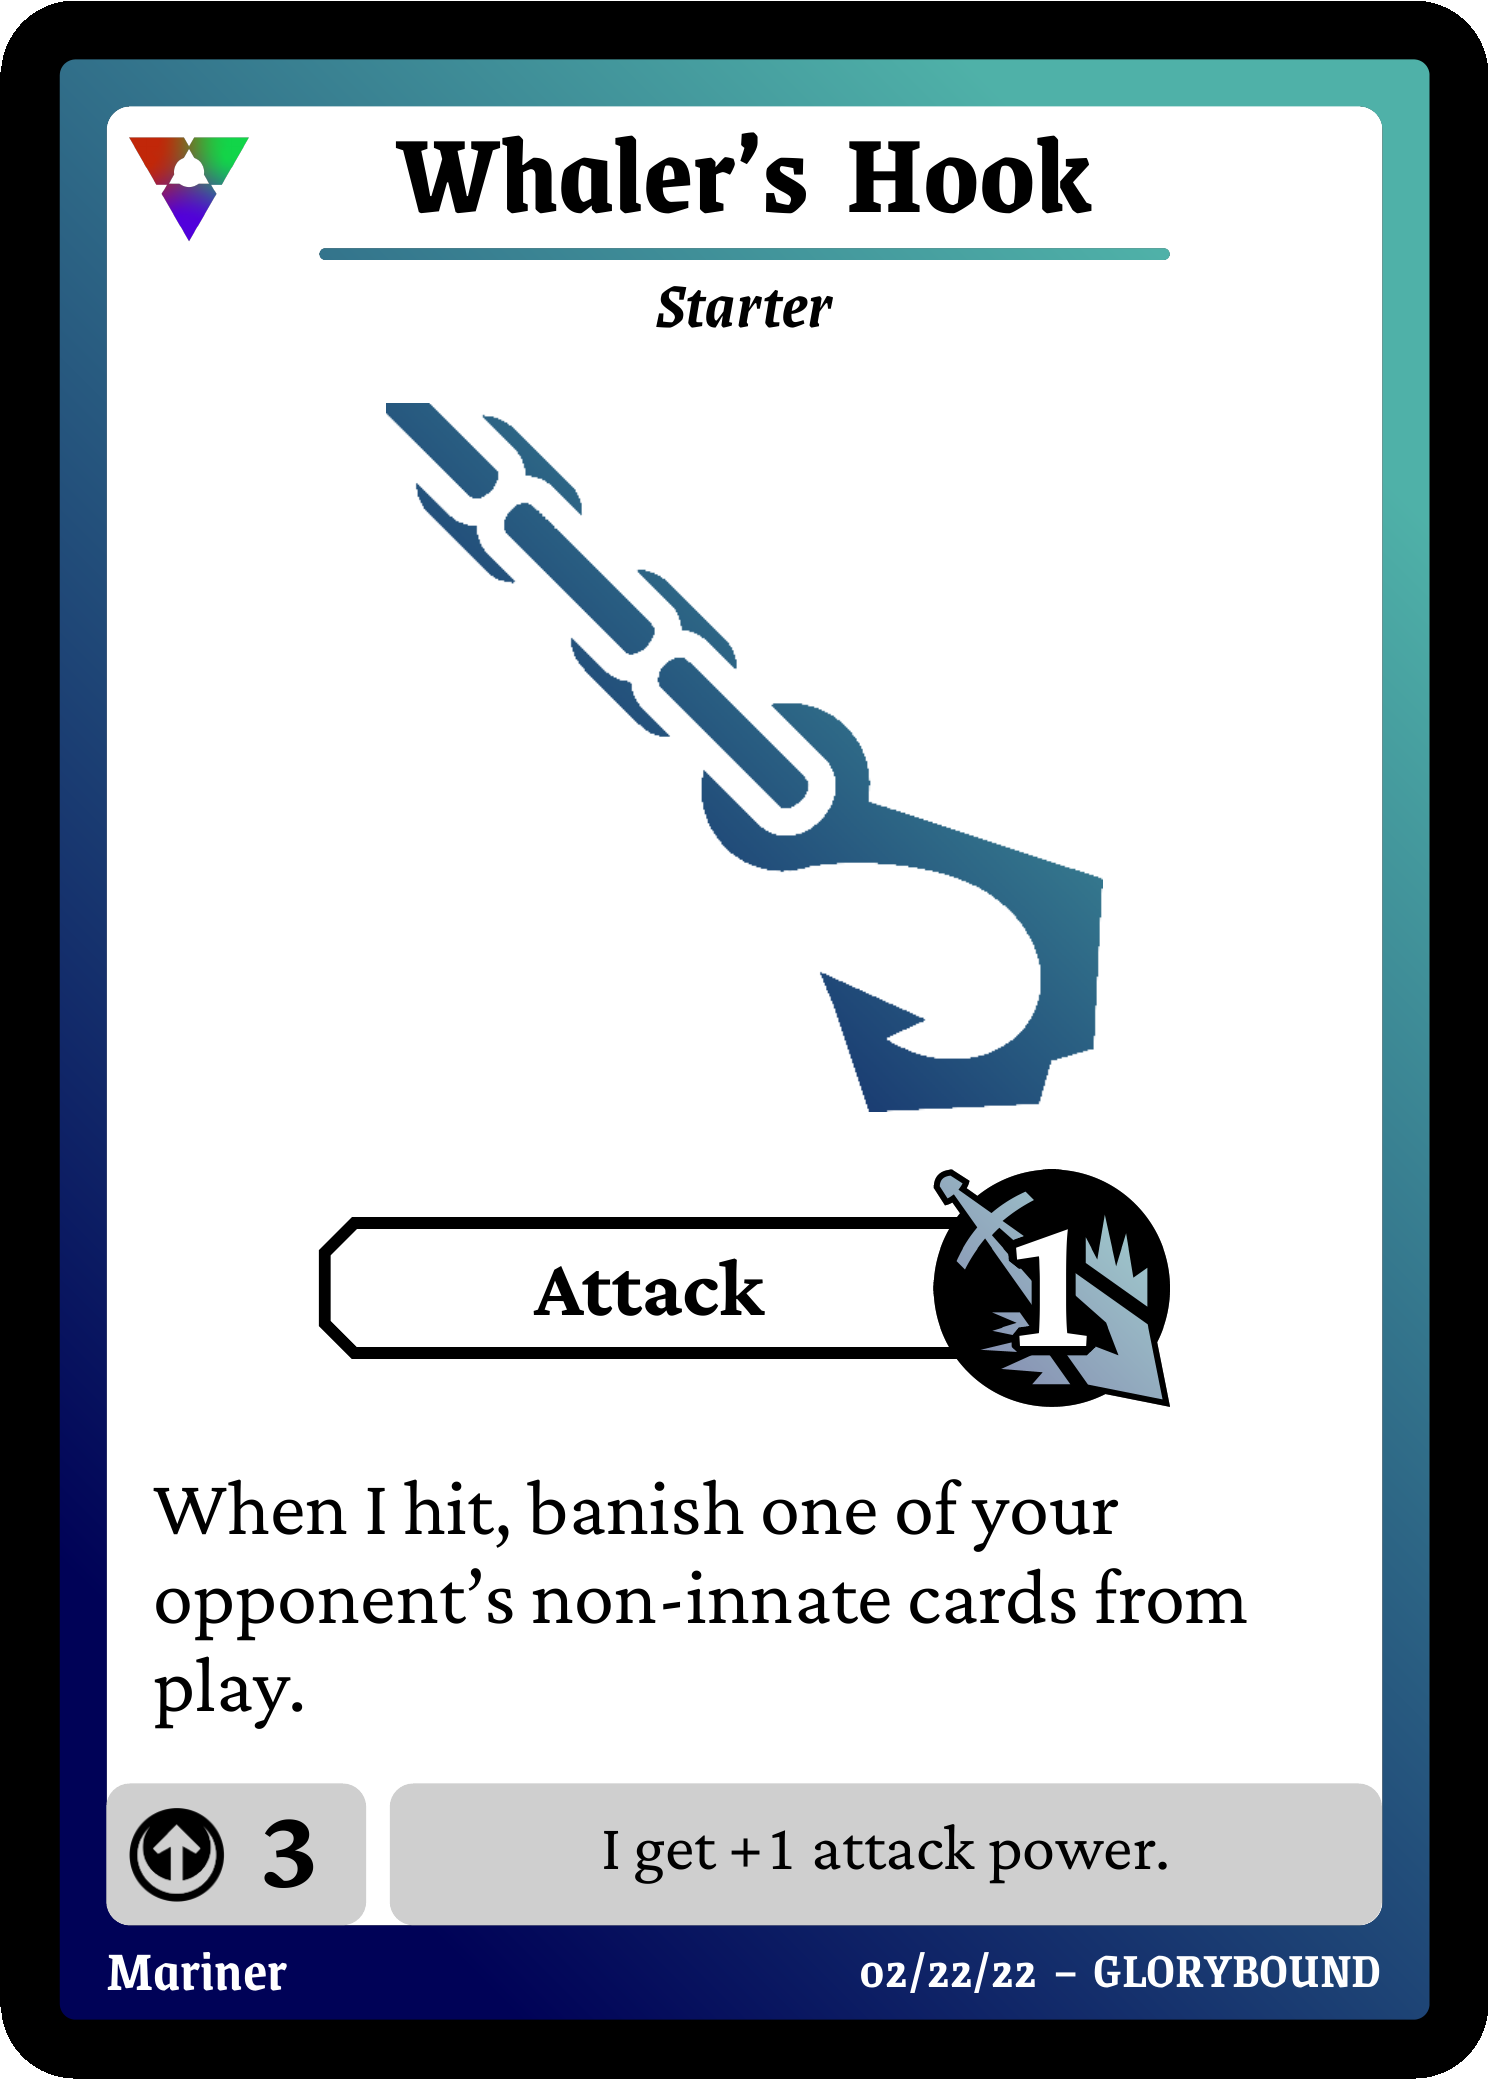 Whaler's Hook
Starter
Attack
1
When I hit, banish one of your
opponent's non-innate cards from
play.
3
I get +1 attack power.
Mariner
02/22/22 – GLORYBOUND